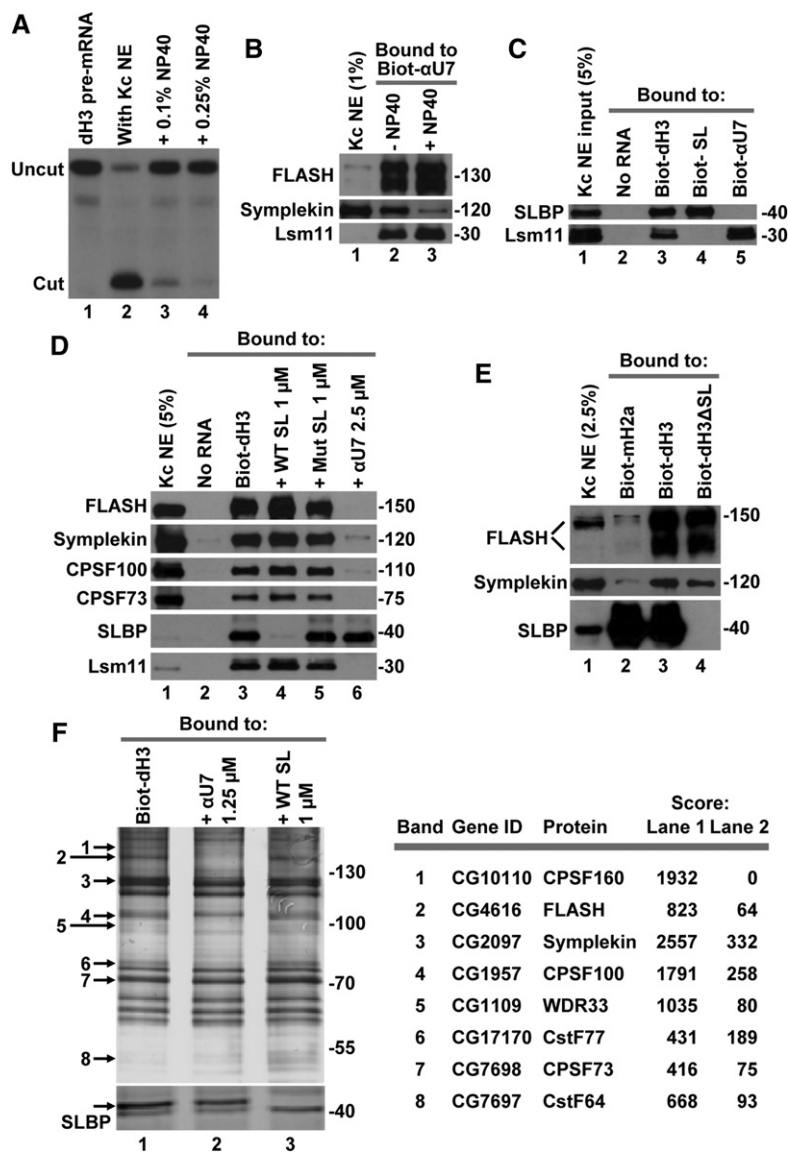 A
dH3 pre-mRNA
With Kc NE
+ 0.1% NP40
+ 0.25% NP40
Uncut
Cut
1 2 3 4
B
Bound to
Biot-αU7
Kc NE (1%)
- NP40
+ NP40
FLASH -130
Symplekin -120
Lsm11 -30
1 2 3
C
Bound to:
Kc NE input (5%)
No RNA
Biot-dH3
Biot- SL
Biot-αU7
SLBP -40
Lsm11 -30
1 2 3 4 5
D
Bound to:
Kc NE (5%)
No RNA
Biot-dH3
+ WT SL 1 µM
+ Mut SL 1 µM
+ αU7 2.5 µM
FLASH -150
Symplekin -120
CPSF100 -110
CPSF73 -75
SLBP -40
Lsm11 -30
1 2 3 4 5 6
E
Bound to:
Kc NE (2.5%)
Biot-mH2a
Biot-dH3
Biot-dH3ΔSL
-150
FLASH
Symplekin -120
SLBP -40
1 2 3 4
F
Bound to:
Biot-dH3
+ αU7
1.25 µM
+ WT SL
1 µM
1
2
-130
3
4
-100
5
6
-70
7
-55
8
-40
SLBP
1 2 3
Score:
Band Gene ID Protein Lane 1 Lane 2
1 CG10110 CPSF160 1932 0
2 CG4616 FLASH 823 64
3 CG2097 Symplekin 2557 332
4 CG1957 CPSF100 1791 258
5 CG1109 WDR33 1035 80
6 CG17170 CstF77 431 189
7 CG7698 CPSF73 416 75
8 CG7697 CstF64 668 93